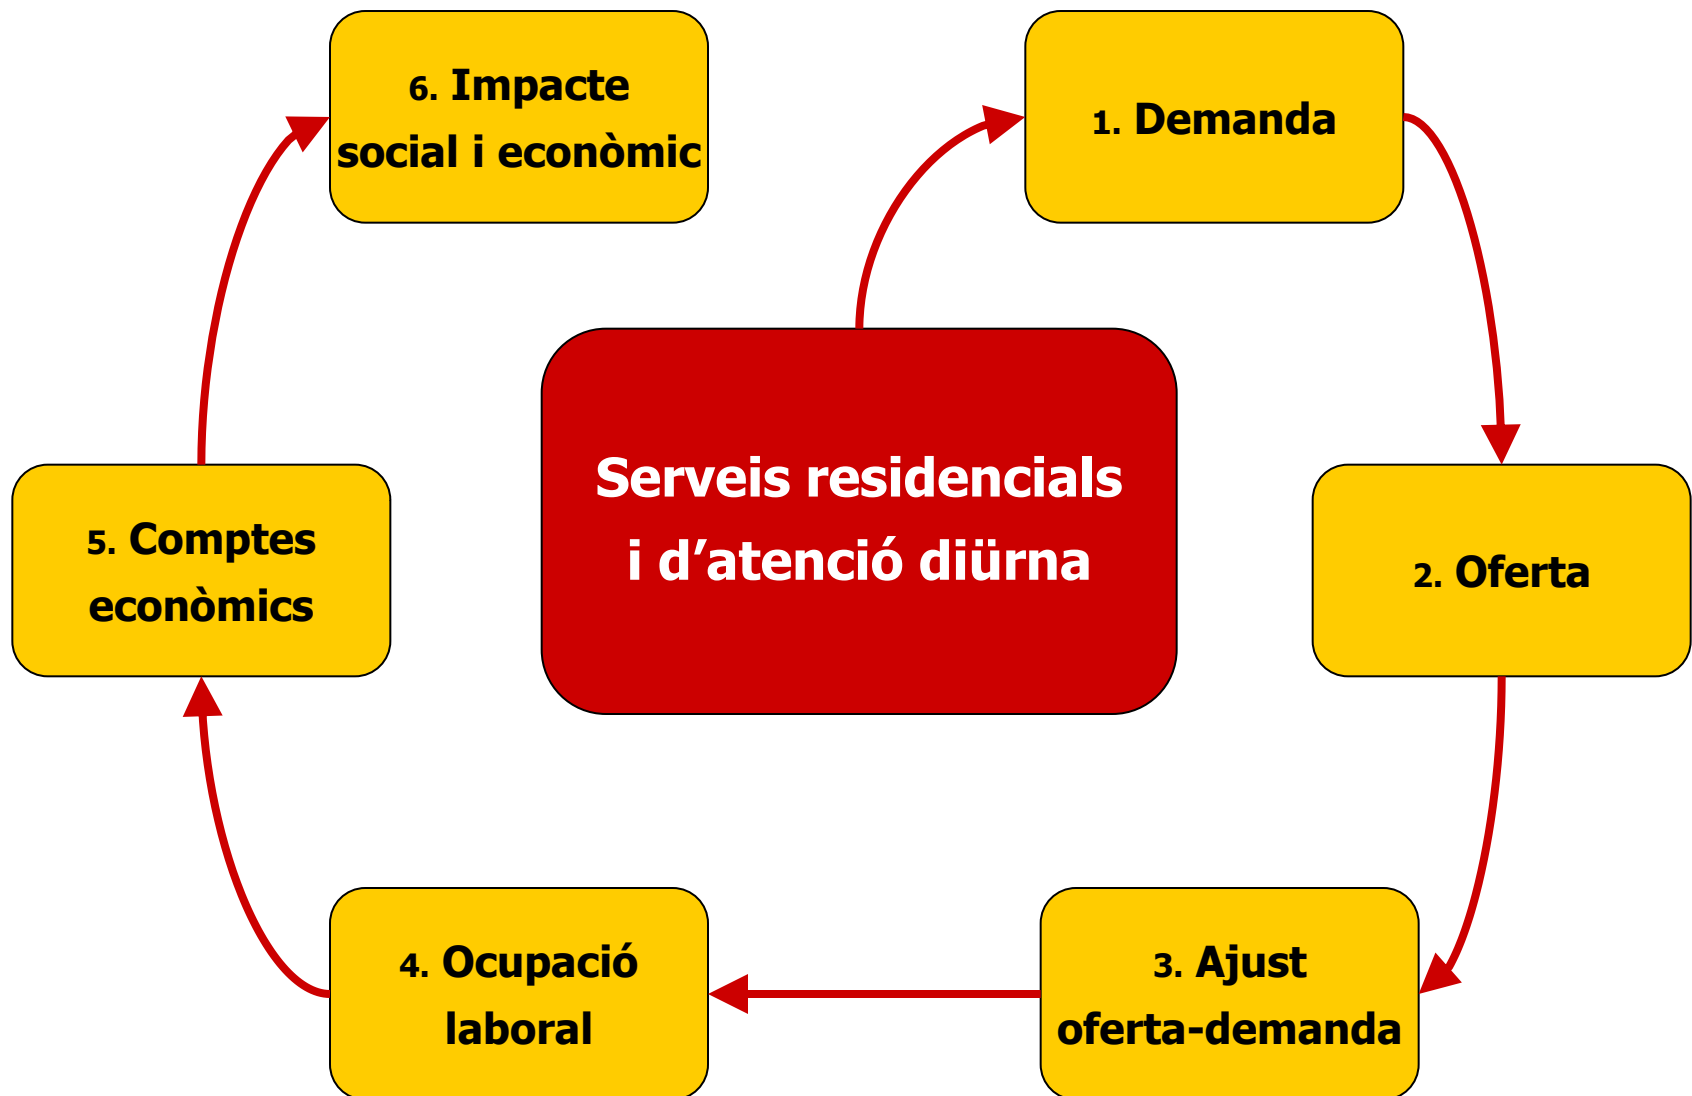 Serveis residencials
i d’atenció diürna
1. Demanda
2. Oferta
3. Ajust
oferta-demanda
4. Ocupació
laboral
5. Comptes
econòmics
6. Impacte
social i econòmic